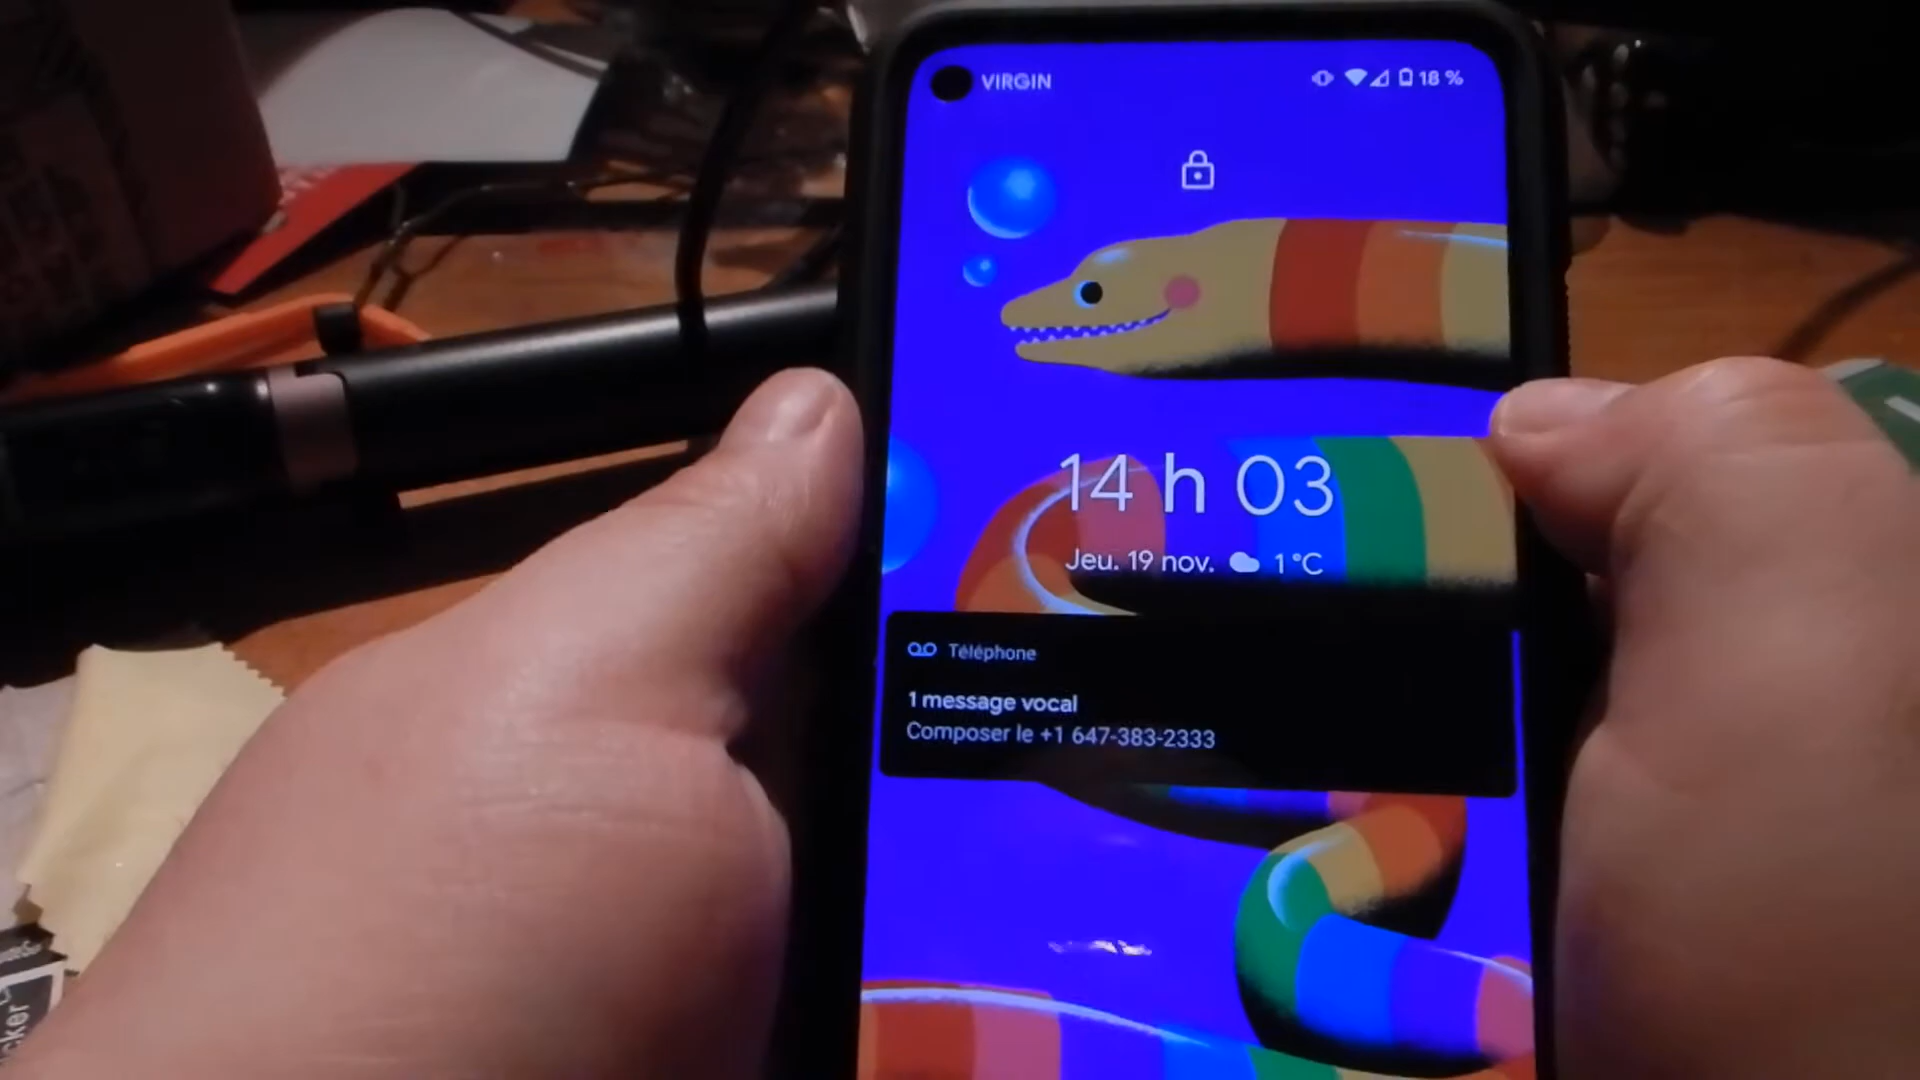 VIRGIN
18 %
14 h 03
Jeu. 19 nov. 1 °C
Téléphone
1 message vocal
Composer le +1 647-383-2333